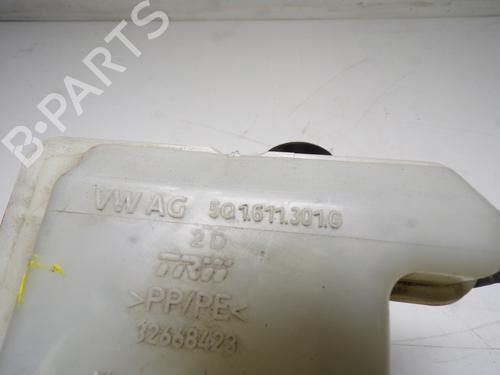 B-PARTS
VW AG 5Q1.611.301.G
2 D
TRW
>PP/PE<
32668423